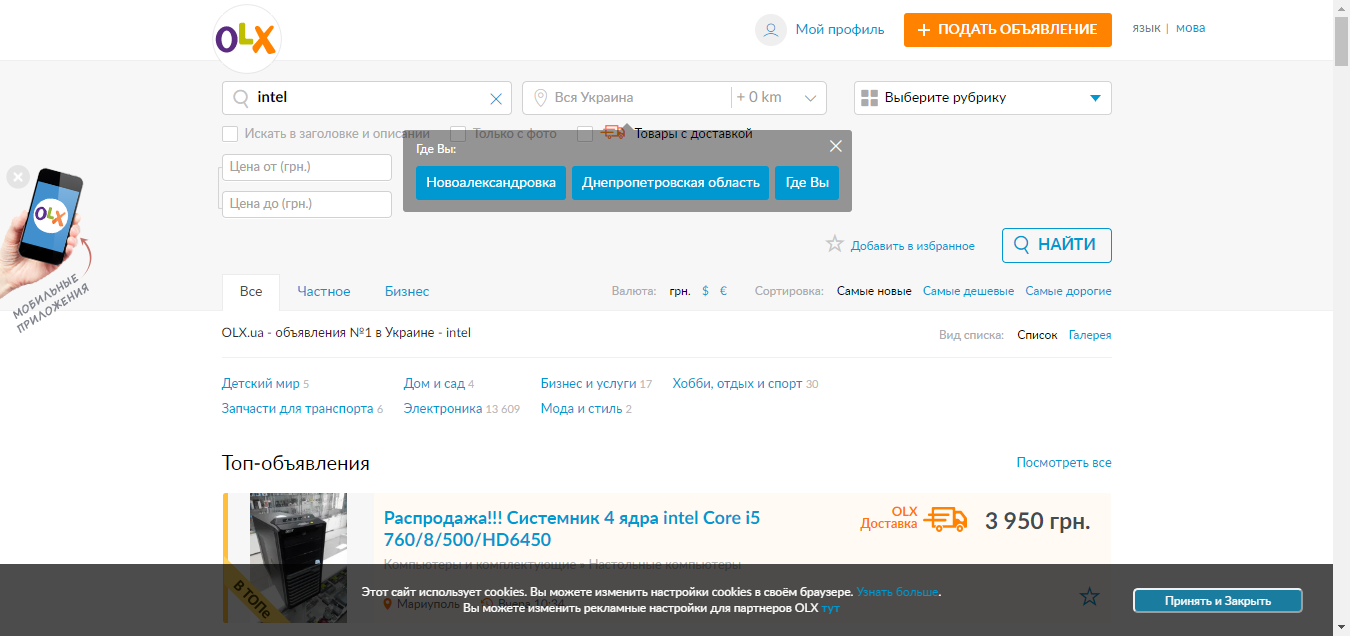 OLX
Мой профиль
+ ПОДАТЬ ОБЪЯВЛЕНИЕ
язык | мова
intel
Вся Украина
+ 0 km
Выберите рубрику
Искать в заголовке и описании
Только с фото
Товары с доставкой
Где Вы:
Новоалександровка
Днепропетровская область
Где Вы
Цена от (грн.)
Цена до (грн.)
OLX
МОБИЛЬНЫЕ
ПРИЛОЖЕНИЯ
Добавить в избранное
НАЙТИ
Все
Частное
Бизнес
Валюта: грн. $ €
Сортировка: Самые новые Самые дешевые Самые дорогие
OLX.ua - объявления №1 в Украине - intel
Вид списка: Список Галерея
Детский мир 5
Дом и сад 4
Бизнес и услуги 17
Хобби, отдых и спорт 30
Запчасти для транспорта 6
Электроника 13 609
Мода и стиль 2
Топ-объявления
Посмотреть все
Распродажа!!! Системник 4 ядра intel Core i5
760/8/500/HD6450
OLX
Доставка
3 950 грн.
Компьютеры и комплектующие » Настольные компьютеры
В ТОПе
Мариуполь
Вчера 10:34
Этот сайт использует cookies. Вы можете изменить настройки cookies в своём браузере. Узнать больше.
Вы можете изменить рекламные настройки для партнеров OLX тут
Принять и Закрыть